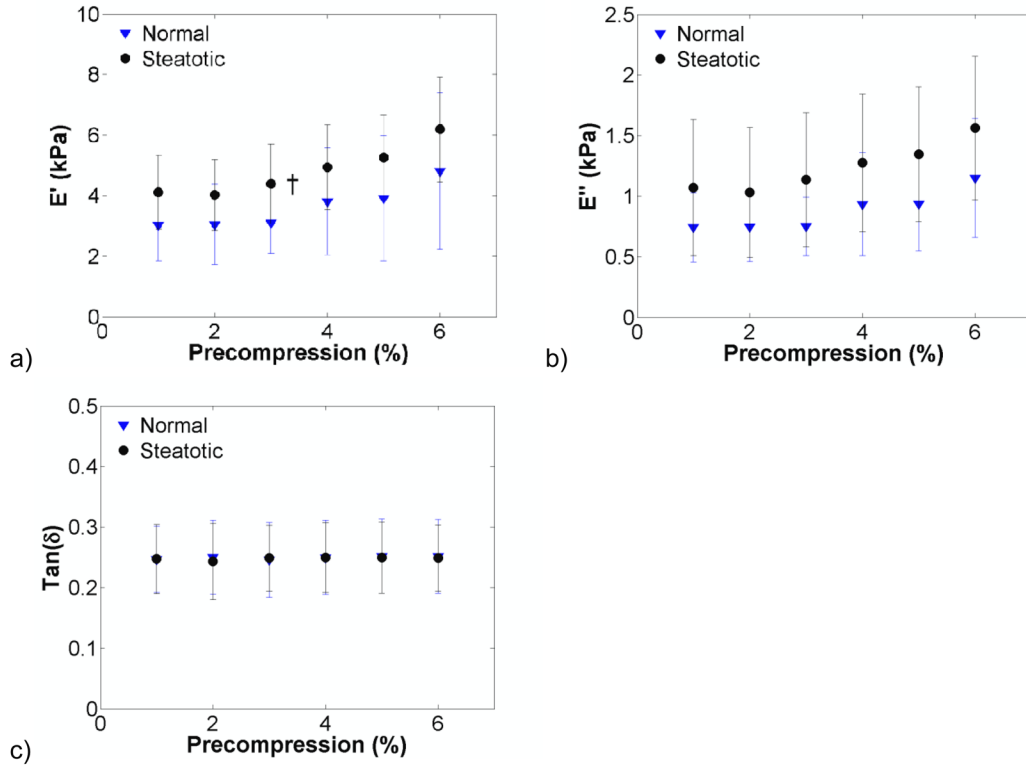 10
8
6
4
2
0
E' (kPa)
Normal
Steatotic
†
0
2
4
6
Precompression (%)
a)
2.5
2
1.5
1
0.5
0
E'' (kPa)
Normal
Steatotic
0
2
4
6
Precompression (%)
b)
0.5
0.4
0.3
0.2
0.1
0
Tan(δ)
Normal
Steatotic
0
2
4
6
Precompression (%)
c)